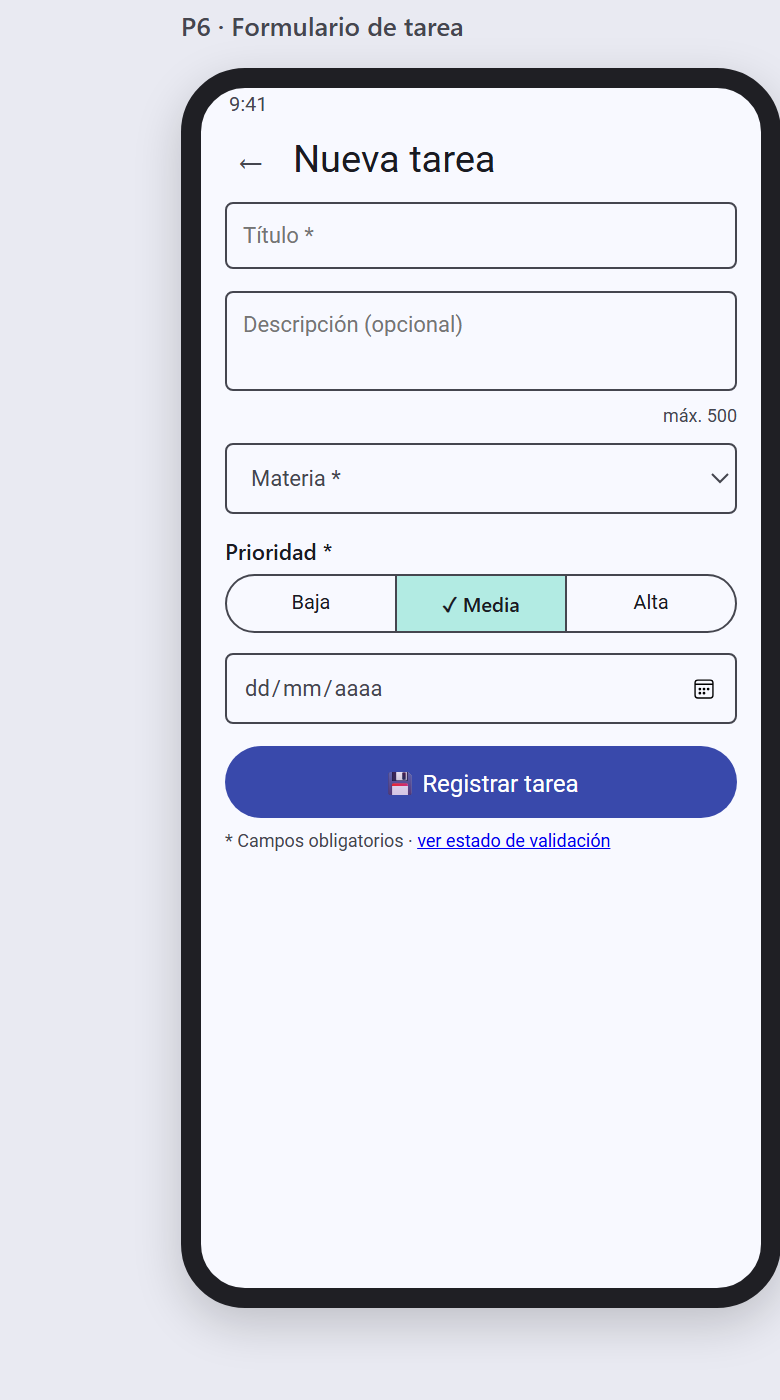 P6 · Formulario de tarea
9:41
← Nueva tarea
Título *
Descripción (opcional)
máx. 500
Materia *
Prioridad *
Baja ✓ Media Alta
dd/mm/aaaa
💾 Registrar tarea
* Campos obligatorios · ver estado de validación